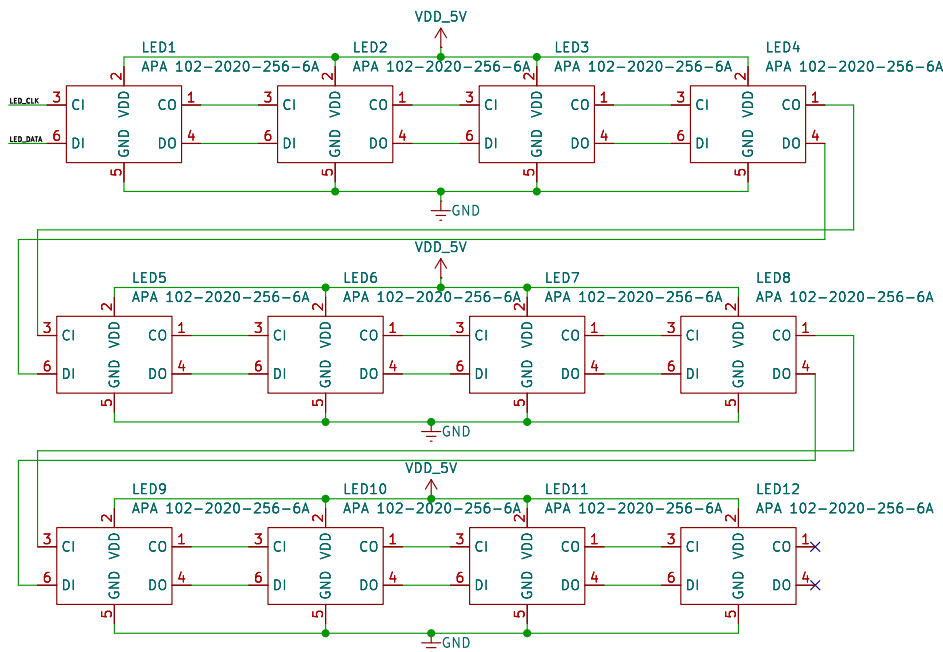 VDD_5V
LED1 LED2 LED3 LED4
APA 102-2020-256-6A APA 102-2020-256-6A APA 102-2020-256-6A APA 102-2020-256-6A
2 2 2 2
LED_CLK 3 CI VDD CO 1 3 CI VDD CO 1 3 CI VDD CO 1 3 CI VDD CO 1
LED_DATA 6 DI GND DO 4 6 DI GND DO 4 6 DI GND DO 4 6 DI GND DO 4
5 5 5 5
GND
VDD_5V
LED5 LED6 LED7 LED8
APA 102-2020-256-6A APA 102-2020-256-6A APA 102-2020-256-6A APA 102-2020-256-6A
2 2 2 2
3 CI VDD CO 1 3 CI VDD CO 1 3 CI VDD CO 1 3 CI VDD CO 1
6 DI GND DO 4 6 DI GND DO 4 6 DI GND DO 4 6 DI GND DO 4
5 5 5 5
GND
VDD_5V
LED9 LED10 LED11 LED12
APA 102-2020-256-6A APA 102-2020-256-6A APA 102-2020-256-6A APA 102-2020-256-6A
2 2 2 2
3 CI VDD CO 1 3 CI VDD CO 1 3 CI VDD CO 1 3 CI VDD CO 1
6 DI GND DO 4 6 DI GND DO 4 6 DI GND DO 4 6 DI GND DO 4
5 5 5 5
GND